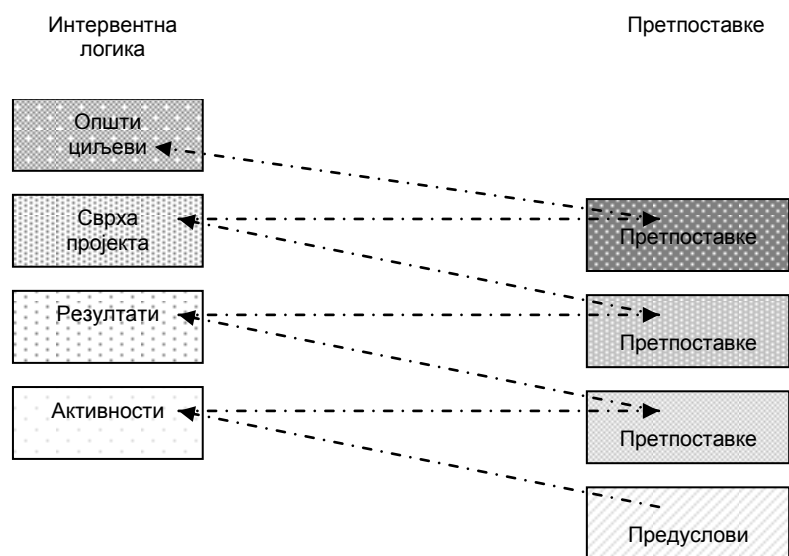 Интервентна
логика
Претпоставке
Општи
циљеви
Сврха
пројекта
Претпоставке
Резултати
Претпоставке
Активности
Претпоставке
Предуслови